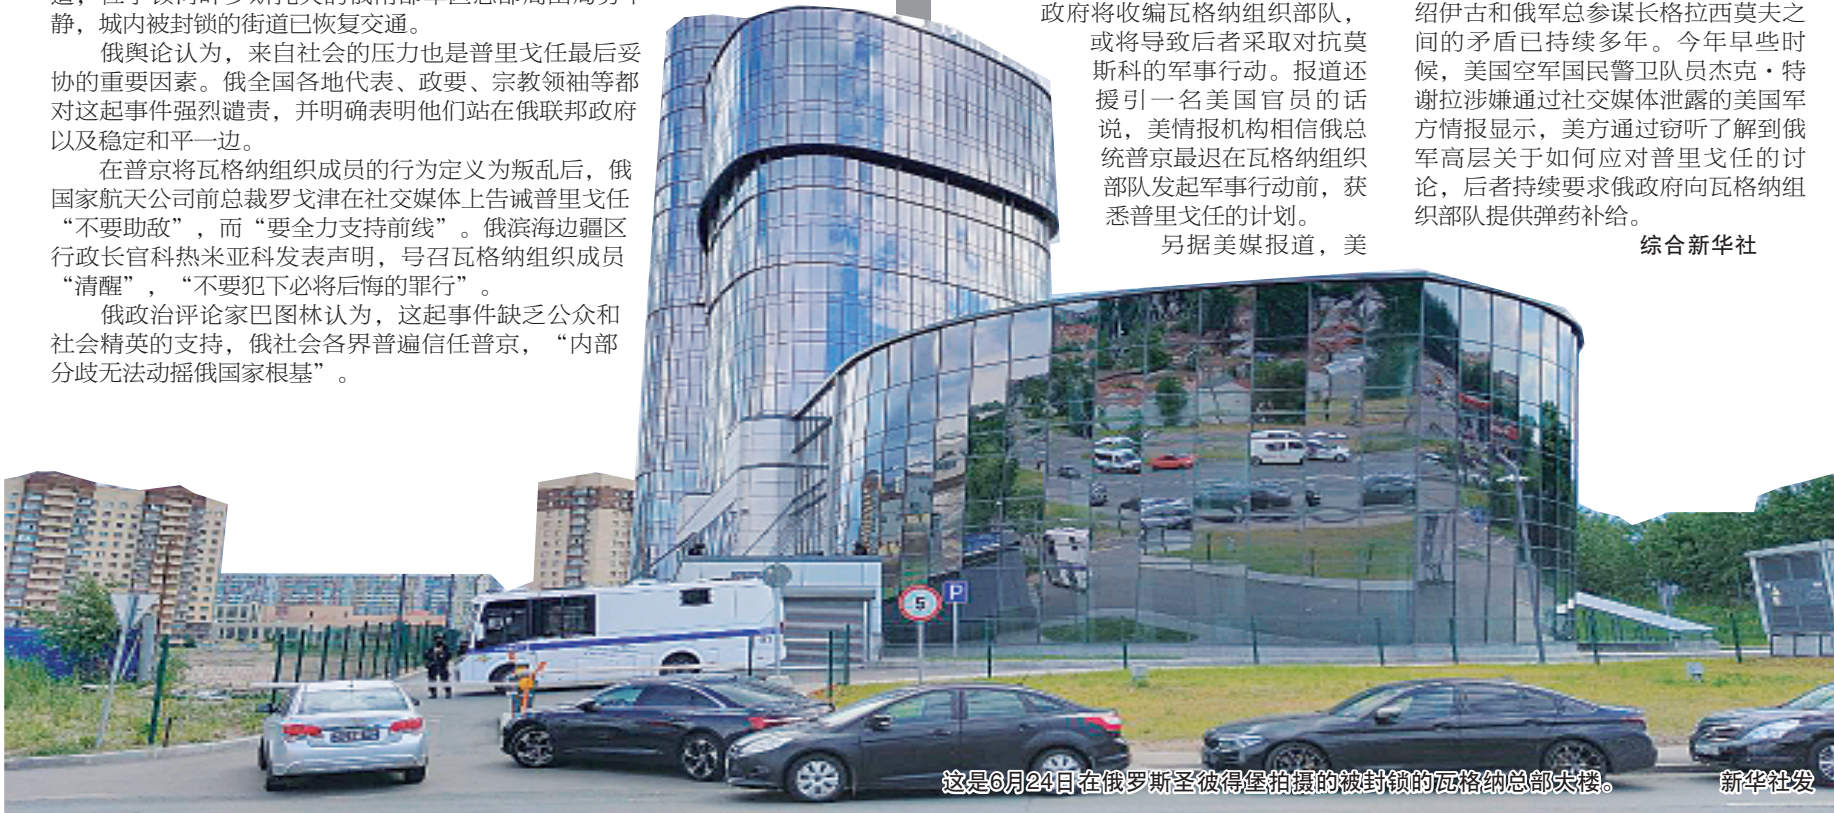 静，城内被封锁的街道已恢复交通。
俄舆论认为，来自社会的压力也是普里戈任最后妥
协的重要因素。俄全国各地代表、政要、宗教领袖等都
对这起事件强烈谴责，并明确表明他们站在俄联邦政府
以及稳定和平一边。
在普京将瓦格纳组织成员的行为定义为叛乱后，俄
国家航天公司前总裁罗戈津在社交媒体上告诫普里戈任
“不要助敌”，而“要全力支持前线”。俄滨海边疆区
行政长官科热米亚科发表声明，号召瓦格纳组织成员
“清醒”，“不要犯下必将后悔的罪行”。
俄政治评论家巴图林认为，这起事件缺乏公众和
社会精英的支持，俄社会各界普遍信任普京，“内部
分歧无法动摇俄国家根基”。
政府将收编瓦格纳组织部队，
或将导致后者采取对抗莫
斯科的军事行动。报道还
援引一名美国官员的话
说，美情报机构相信俄总
统普京最迟在瓦格纳组织
部队发起军事行动前，获
悉普里戈任的计划。
另据美媒报道，美
绍伊古和俄军总参谋长格拉西莫夫之
间的矛盾已持续多年。今年早些时
候，美国空军国民警卫队员杰克·特
谢拉涉嫌通过社交媒体泄露的美国军
方情报显示，美方通过窃听了解到俄
军高层关于如何应对普里戈任的讨
论，后者持续要求俄政府向瓦格纳组
织部队提供弹药补给。
综合新华社
5
P
这是6月24日在俄罗斯圣彼得堡拍摄的被封锁的瓦格纳总部大楼。
新华社发